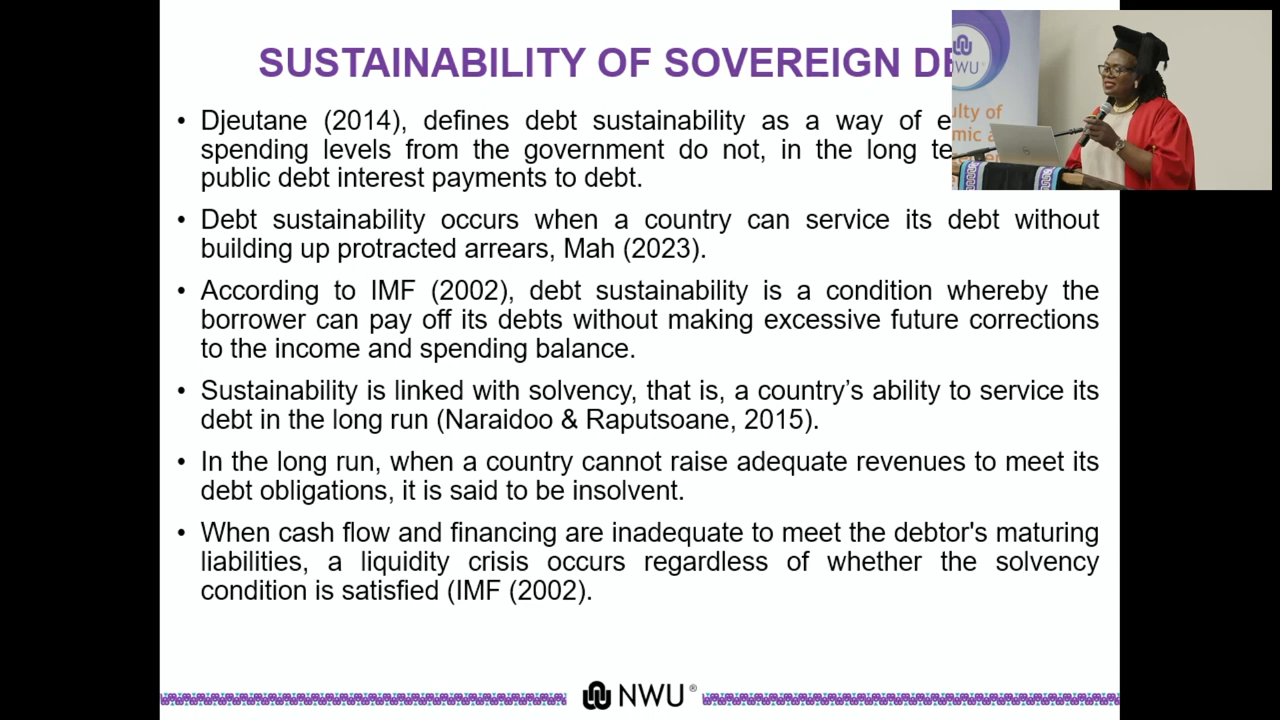 SUSTAINABILITY OF SOVEREIGN
• Djeutane (2014), defines debt sustainability as a way of
spending levels from the government do not, in the long
public debt interest payments to debt.
• Debt sustainability occurs when a country can service its debt without
building up protracted arrears, Mah (2023).
• According to IMF (2002), debt sustainability is a condition whereby the
borrower can pay off its debts without making excessive future corrections
to the income and spending balance.
• Sustainability is linked with solvency, that is, a country’s ability to service its
debt in the long run (Naraidoo & Raputsoane, 2015).
• In the long run, when a country cannot raise adequate revenues to meet its
debt obligations, it is said to be insolvent.
• When cash flow and financing are inadequate to meet the debtor's maturing
liabilities, a liquidity crisis occurs regardless of whether the solvency
condition is satisfied (IMF (2002).
NWU®
NWU®
of